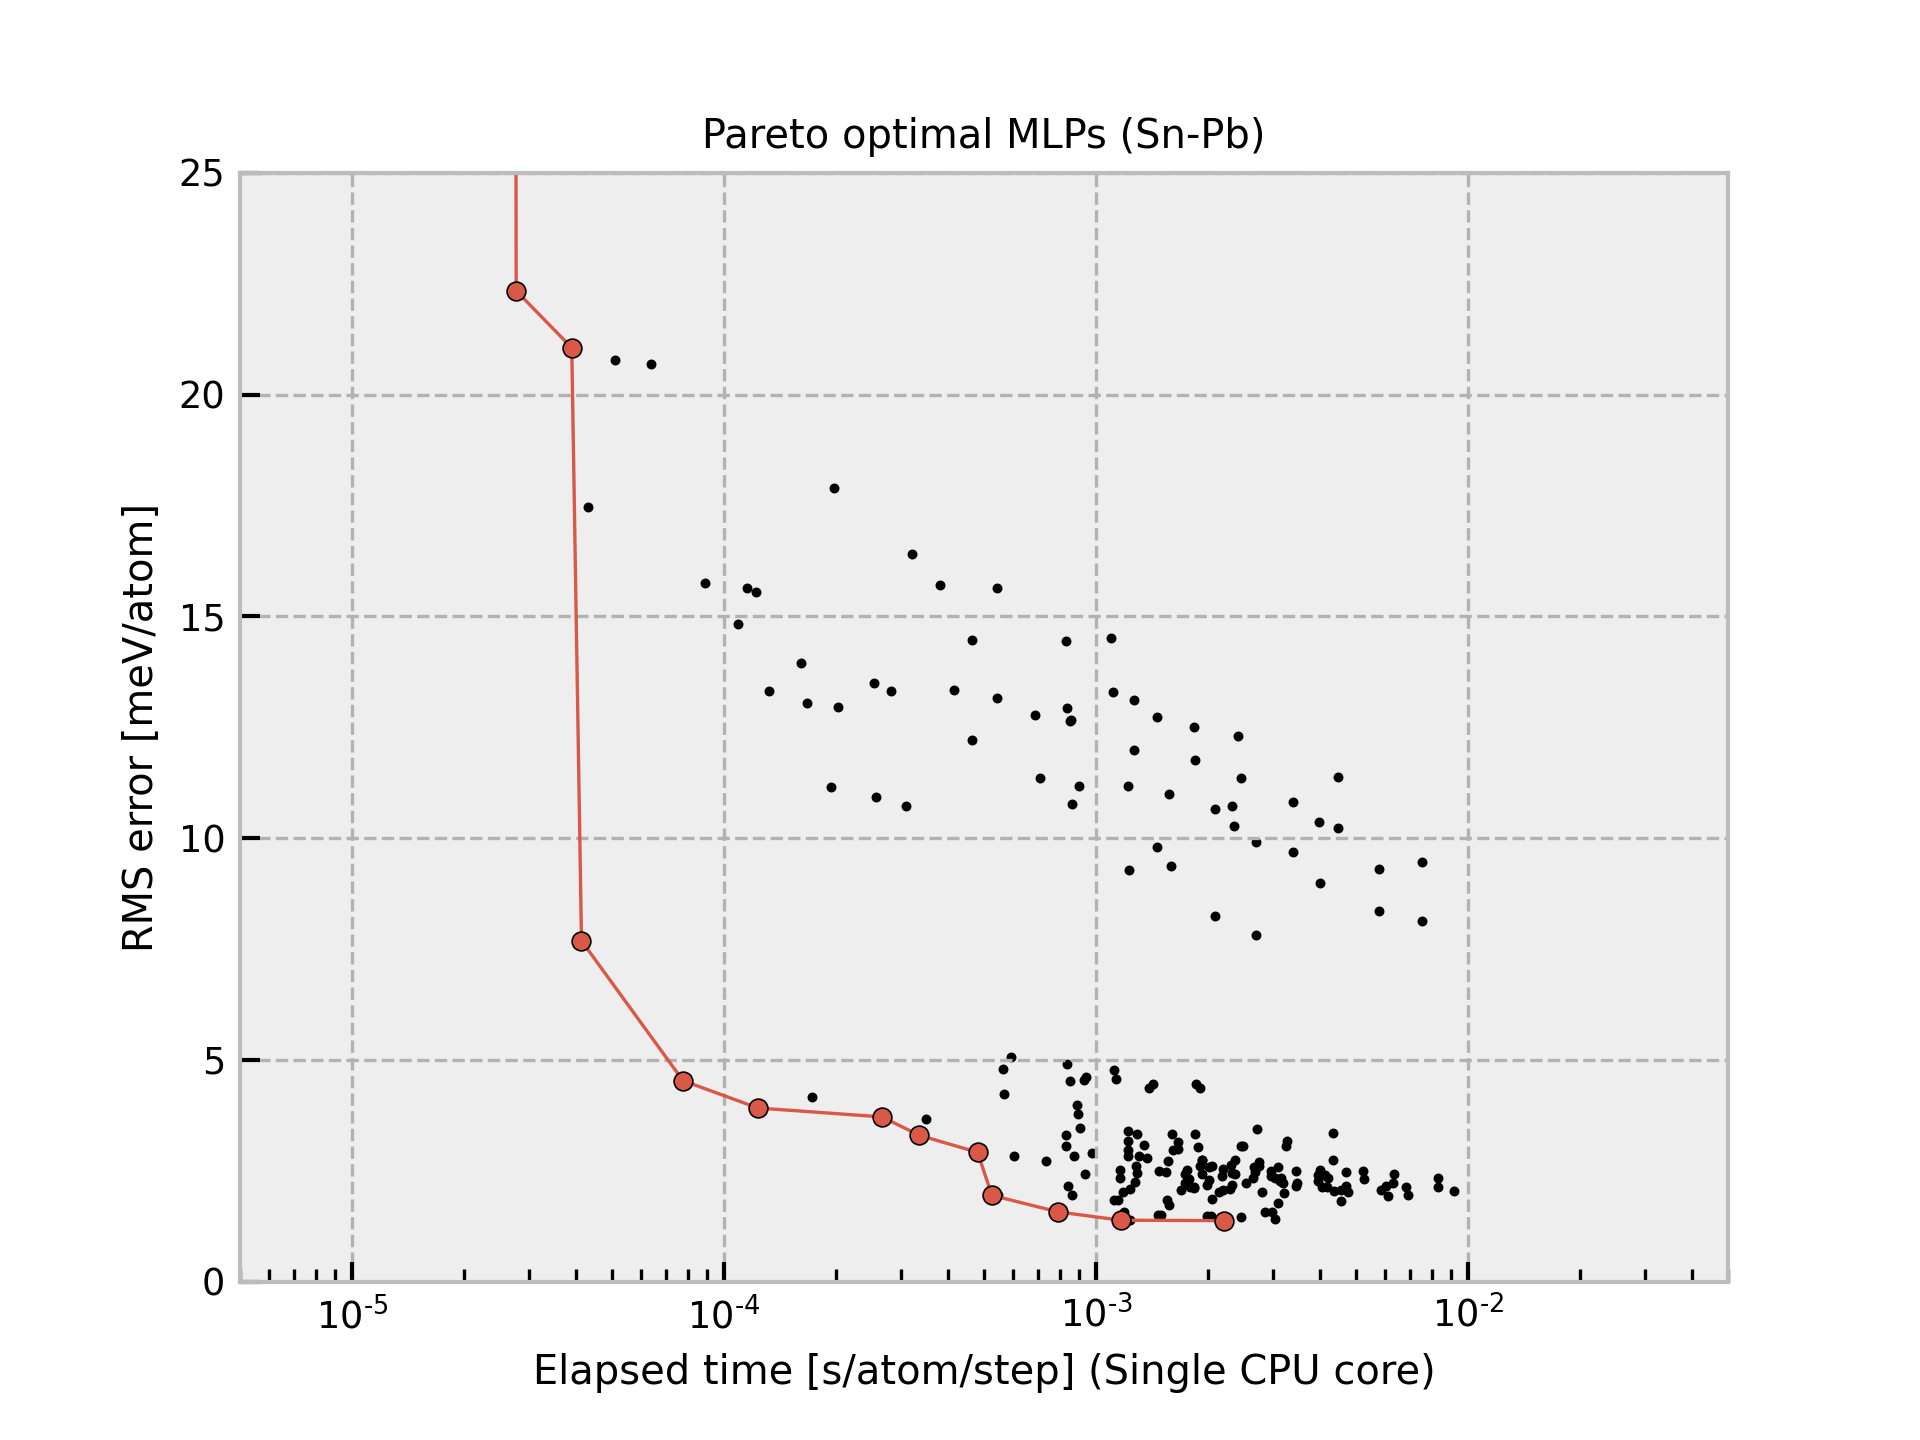 Pareto optimal MLPs (Sn-Pb)
25
20
15
10
5
0
RMS error [meV/atom]
10-5 10-4 10-3 10-2
Elapsed time [s/atom/step] (Single CPU core)